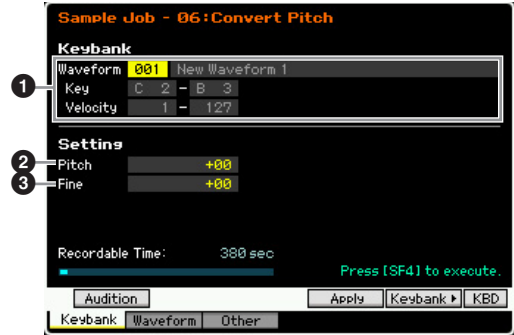 Sample Job - 06:Convert Pitch
Keybank
1 Waveform 001 New Waveform 1
Key C 2 - B 3
Velocity 1 - 127
Setting
2 Pitch +00
3 Fine +00
Recordable Time: 380 sec
Press [SF4] to execute.
Audition Apply Keybank KBD
Keybank Waveform Other